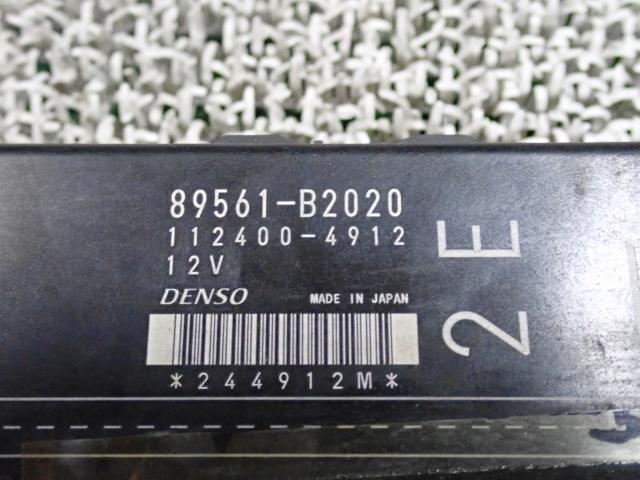 89561-B2020
112400-4912
12V
DENSO MADE IN JAPAN
*244912M*
2E